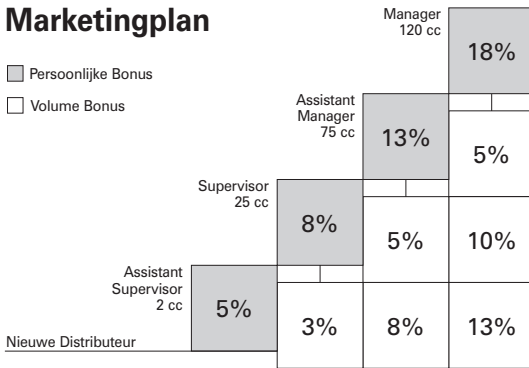 Marketingplan
Persoonlijke Bonus
Volume Bonus
Manager
120 cc
18%
Assistant
Manager
75 cc
13%
5%
Supervisor
25 cc
8%
5%
10%
Assistant
Supervisor
2 cc
5%
3%
8%
13%
Nieuwe Distributeur